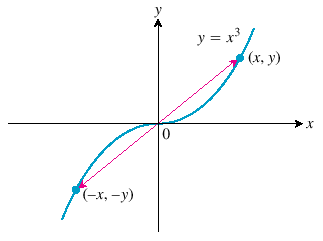 y
y = x³
(x, y)
x
0
(–x, –y)